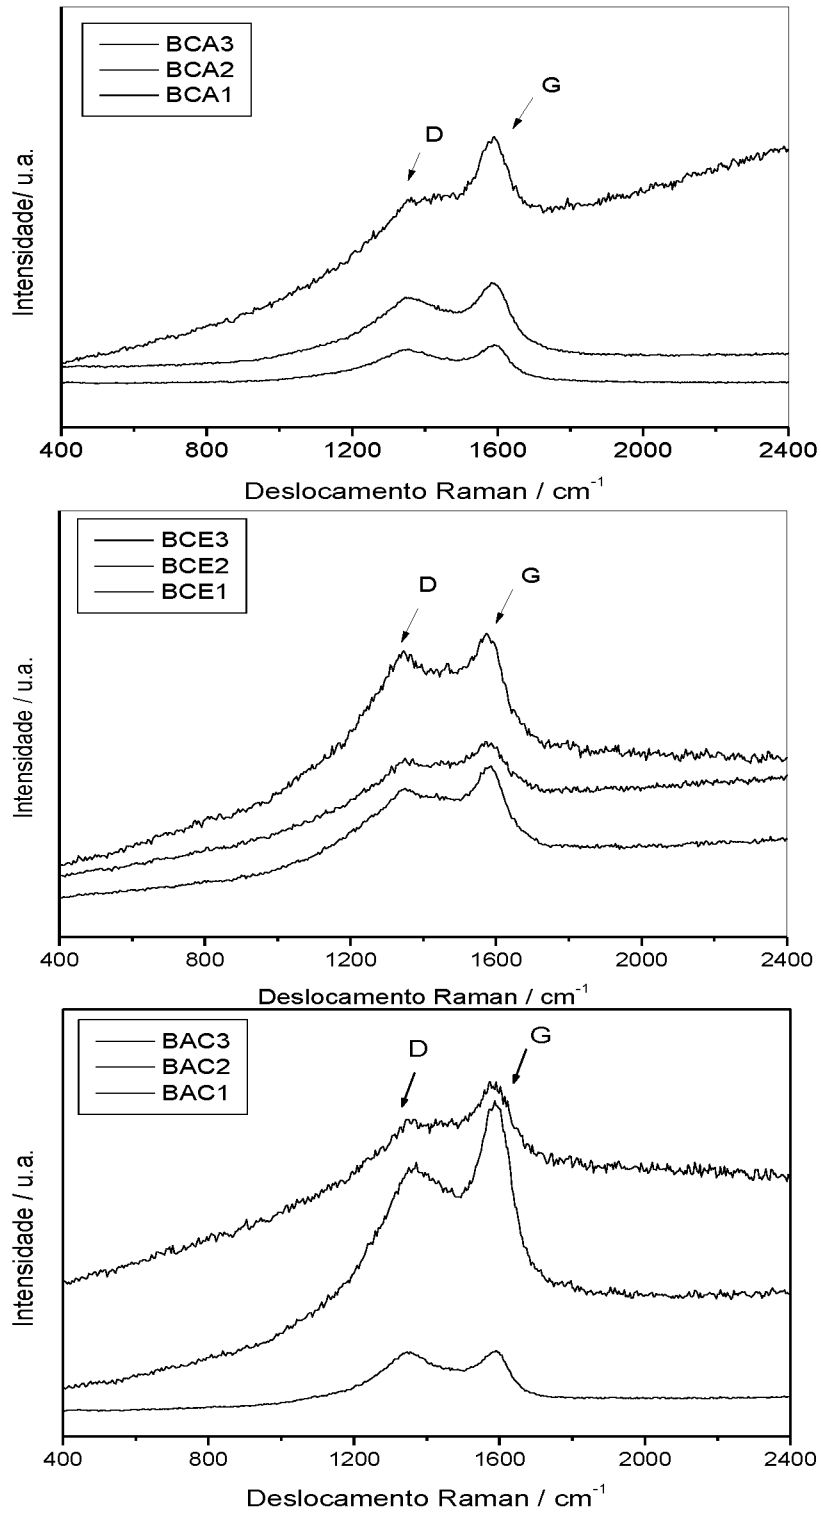 BCA3
BCA2
BCA1
D
G
Intensidade/ u.a.
400 800 1200 1600 2000 2400
Deslocamento Raman / cm⁻¹
BCE3
BCE2
BCE1
D
G
Intensidade / u.a.
400 800 1200 1600 2000 2400
Deslocamento Raman / cm⁻¹
BAC3
BAC2
BAC1
D
G
Intensidade / u.a.
400 800 1200 1600 2000 2400
Deslocamento Raman / cm⁻¹